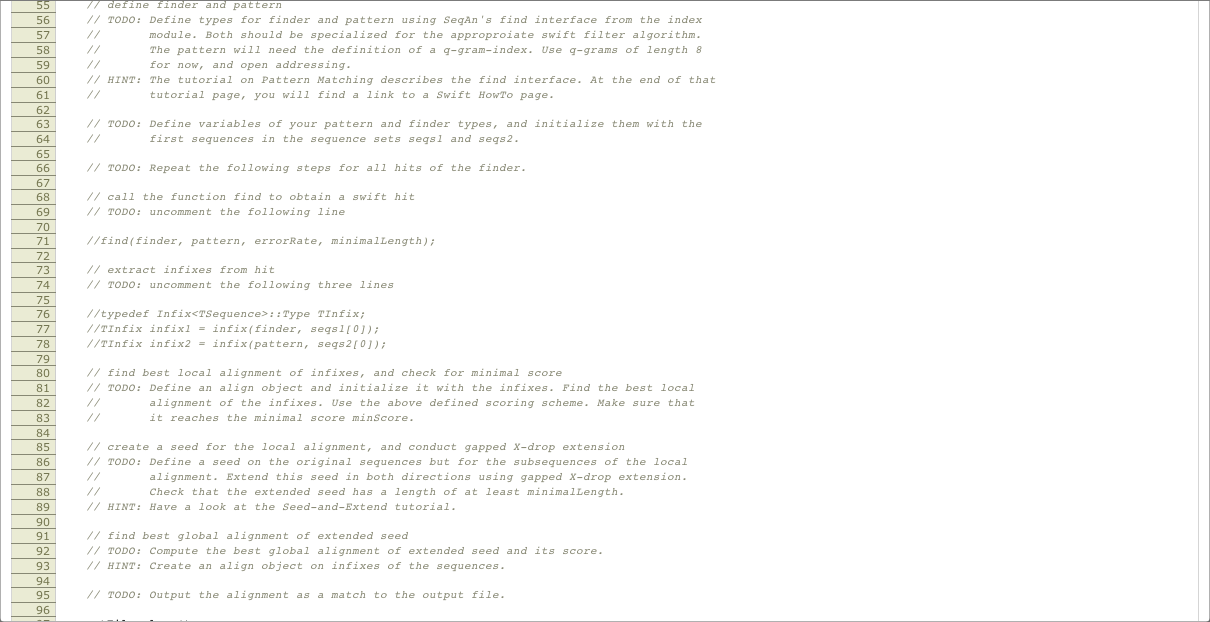 55 // define finder and pattern
56 // TODO: Define types for finder and pattern using SeqAn's find interface from the index
57 //       module. Both should be specialized for the approproiate swift filter algorithm.
58 //       The pattern will need the definition of a q-gram-index. Use q-grams of length 8
59 //       for now, and open addressing.
60 // HINT: The tutorial on Pattern Matching describes the find interface. At the end of that
61 //       tutorial page, you will find a link to a Swift HowTo page.
62
63 // TODO: Define variables of your pattern and finder types, and initialize them with the
64 //       first sequences in the sequence sets seqs1 and seqs2.
65
66 // TODO: Repeat the following steps for all hits of the finder.
67
68 // call the function find to obtain a swift hit
69 // TODO: uncomment the following line
70
71 //find(finder, pattern, errorRate, minimalLength);
72
73 // extract infixes from hit
74 // TODO: uncomment the following three lines
75
76 //typedef Infix<TSequence>::Type TInfix;
77 //TInfix infix1 = infix(finder, seqs1[0]);
78 //TInfix infix2 = infix(pattern, seqs2[0]);
79
80 // find best local alignment of infixes, and check for minimal score
81 // TODO: Define an align object and initialize it with the infixes. Find the best local
82 //       alignment of the infixes. Use the above defined scoring scheme. Make sure that
83 //       it reaches the minimal score minScore.
84
85 // create a seed for the local alignment, and conduct gapped X-drop extension
86 // TODO: Define a seed on the original sequences but for the subsequences of the local
87 //       alignment. Extend this seed in both directions using gapped X-drop extension.
88 //       Check that the extended seed has a length of at least minimalLength.
89 // HINT: Have a look at the Seed-and-Extend tutorial.
90
91 // find best global alignment of extended seed
92 // TODO: Compute the best global alignment of extended seed and its score.
93 // HINT: Create an align object on infixes of the sequences.
94
95 // TODO: Output the alignment as a match to the output file.
96